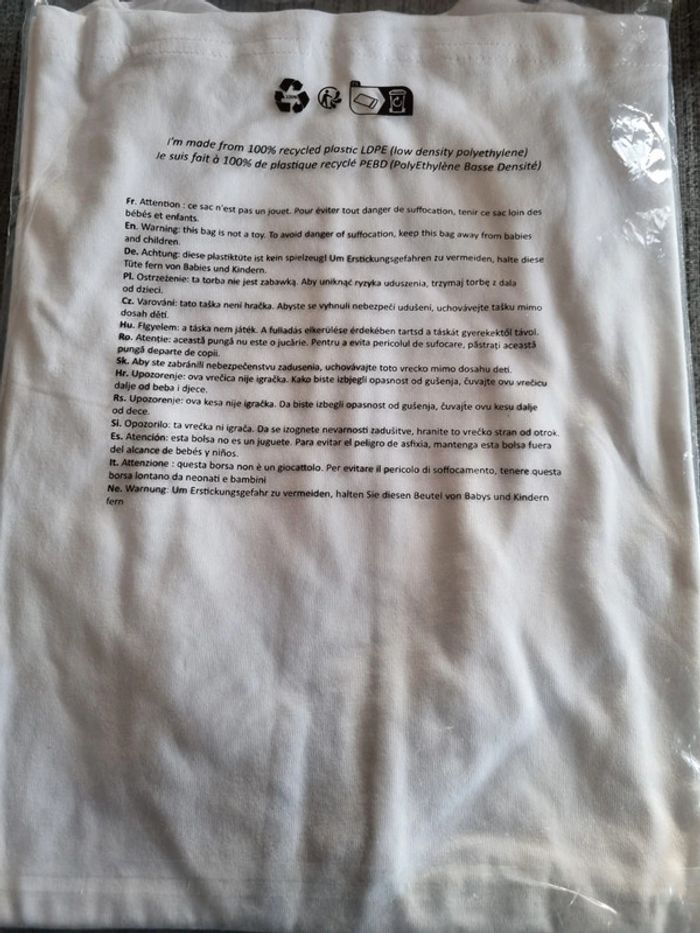 100%
I'm made from 100% recycled plastic LDPE (low density polyethylene)
Je suis fait à 100% de plastique recyclé PEBD (PolyEthylène Basse Densité)
Fr. Attention : ce sac n'est pas un jouet. Pour éviter tout danger de suffocation, tenir ce sac loin des
bébés et enfants.
En. Warning: this bag is not a toy. To avoid danger of suffocation, keep this bag away from babies
and children.
De. Achtung: diese plastiktüte ist kein spielzeug! Um Erstickungsgefahren zu vermeiden, halte diese
Tüte fern von Babies und Kindern.
Pl. Ostrzeżenie: ta torba nie jest zabawką. Aby uniknąć ryzyka uduszenia, trzymaj torbę z dala
od dzieci.
Cz. Varování: tato taška není hračka. Abyste se vyhnuli nebezpečí udušení, uchovávejte tašku mimo
dosah dětí.
Hu. Figyelem: a táska nem játék. A fulladás elkerülése érdekében tartsd a táskát gyerekektől távol.
Ro. Atenție: această pungă nu este o jucărie. Pentru a evita pericolul de sufocare, păstrați această
pungă departe de copii.
Sk. Aby ste zabránili nebezpečenstvu zadusenia, uchovávajte toto vrecko mimo dosahu detí.
Hr. Upozorenje: ova vrećica nije igračka. Kako biste izbjegli opasnost od gušenja, čuvajte ovu vrećicu
dalje od beba i djece.
Rs. Upozorenje: ova kesa nije igračka. Da biste izbegli opasnost od gušenja, čuvajte ovu kesu dalje
od dece.
Si. Opozorilo: ta vrečka ni igrača. Da se izognete nevarnosti zadušitve, hranite to vrečko stran od otrok.
Es. Atención: esta bolsa no es un juguete. Para evitar el peligro de asfixia, mantenga esta bolsa fuera
del alcance de bebés y niños.
It. Attenzione : questa borsa non è un giocattolo. Per evitare il pericolo di soffocamento, tenere questa
borsa lontano da neonati e bambini
Ne. Warnung: Um Erstickungsgefahr zu vermeiden, halten Sie diesen Beutel von Babys und Kindern
fern